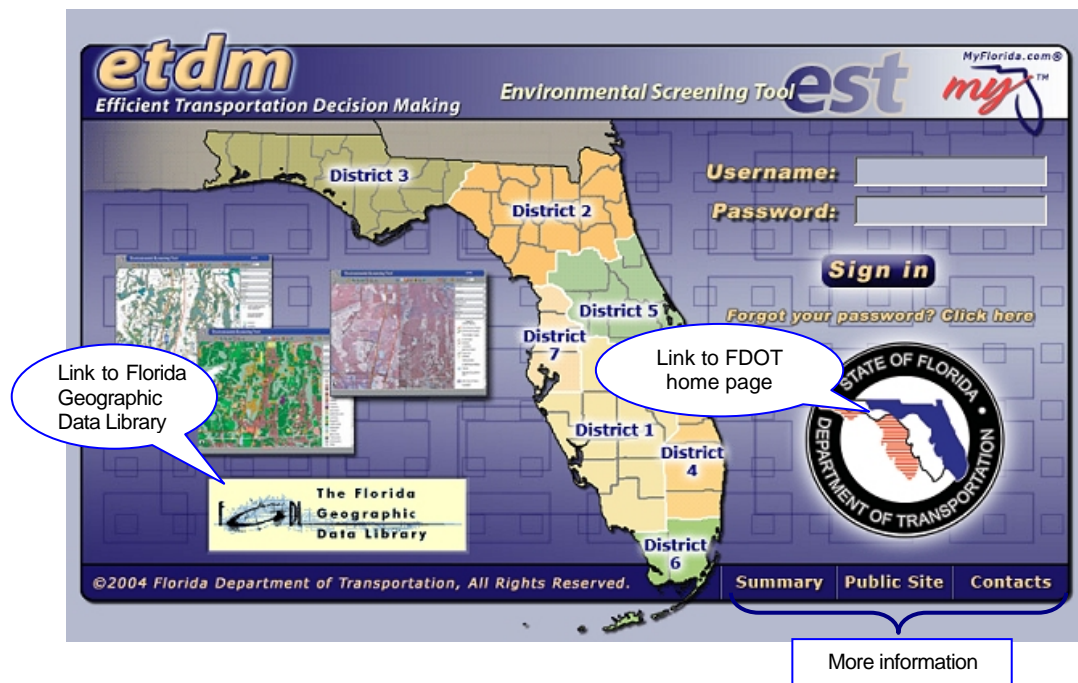 etdm
Efficient Transportation Decision Making
Environmental Screening Tool
est
MyFlorida.com®
my TM
District 3
District 2
District 5
District
7
District 1
District
4
District
6
Username:
Password:
Sign in
Forgot your password? Click here
Link to Florida
Geographic
Data Library
Link to FDOT
home page
STATE OF FLORIDA
DEPARTMENT OF TRANSPORTATION
The Florida
Geographic
Data Library
©2004 Florida Department of Transportation, All Rights Reserved.
Summary
Public Site
Contacts
More information